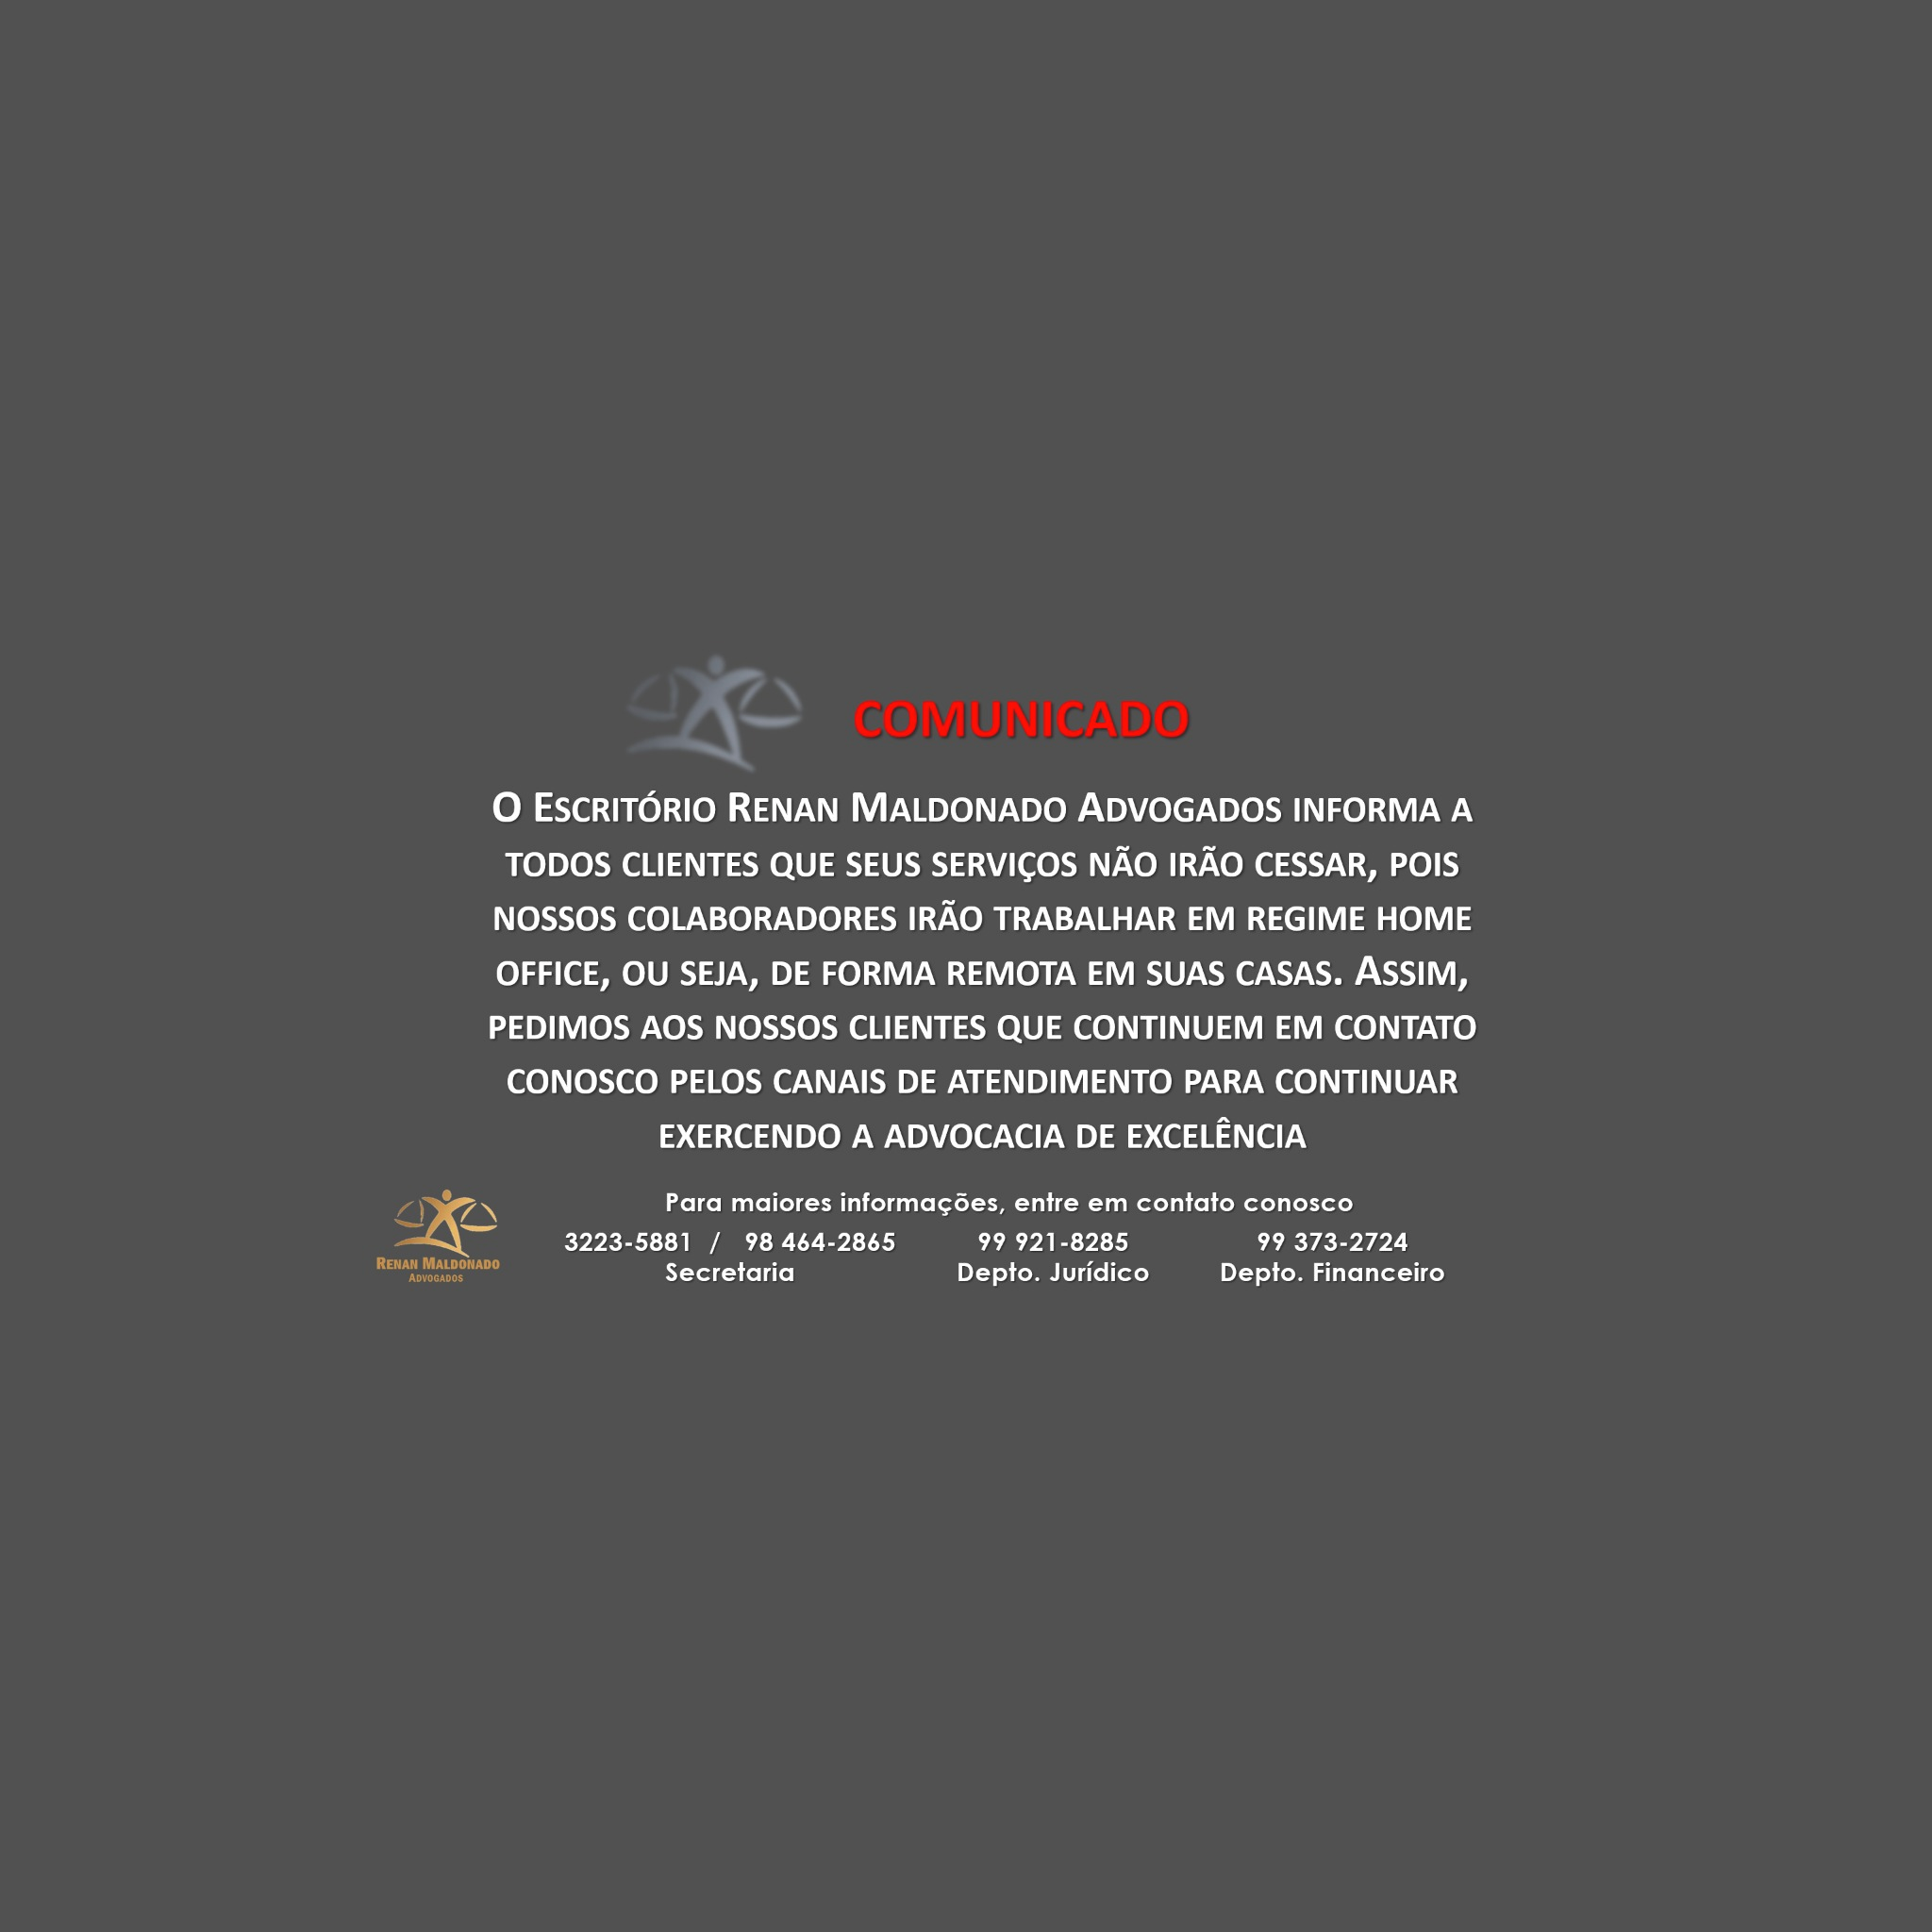 COMUNICADO
O ESCRITÓRIO RENAN MALDONADO ADVOGADOS INFORMA A
TODOS CLIENTES QUE SEUS SERVIÇOS NÃO IRÃO CESSAR, POIS
NOSSOS COLABORADORES IRÃO TRABALHAR EM REGIME HOME
OFFICE, OU SEJA, DE FORMA REMOTA EM SUAS CASAS. ASSIM,
PEDIMOS AOS NOSSOS CLIENTES QUE CONTINUEM EM CONTATO
CONOSCO PELOS CANAIS DE ATENDIMENTO PARA CONTINUAR
EXERCENDO A ADVOCACIA DE EXCELÊNCIA
Para maiores informações, entre em contato conosco
3223-5881 / 98 464-2865 99 921-8285 99 373-2724
Secretaria Depto. Jurídico Depto. Financeiro
RENAN MALDONADO
ADVOGADOS